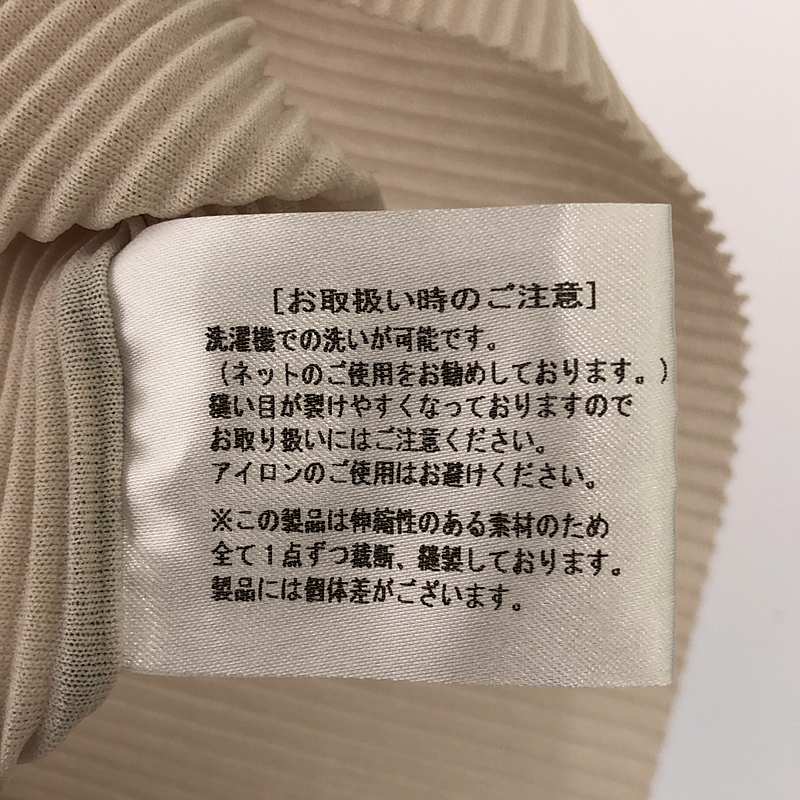 [お取扱い時のご注意]
洗濯機での洗いが可能です。
（ネットのご使用をお勧めしております。）
縫い目が裂けやすくなっておりますので
お取り扱いにはご注意ください。
アイロンのご使用はお避けください。
※この製品は伸縮性のある素材のため
全て１点ずつ裁断、縫製しております。
製品には個体差がございます。